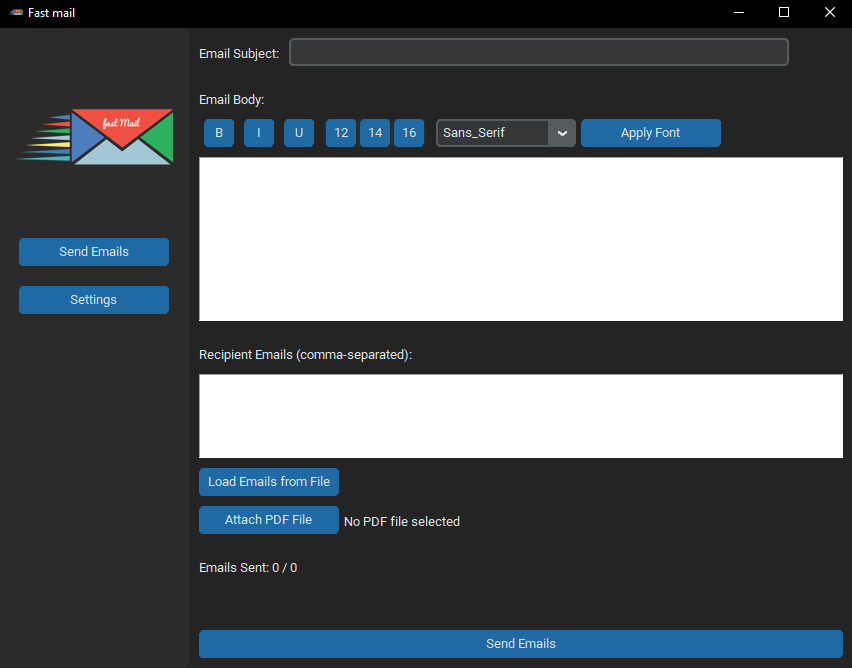 Fast mail
Email Subject:
fast Mail
Email Body:
B I U 12 14 16 Sans_Serif Apply Font
Send Emails
Settings
Recipient Emails (comma-separated):
Load Emails from File
Attach PDF File No PDF file selected
Emails Sent: 0 / 0
Send Emails